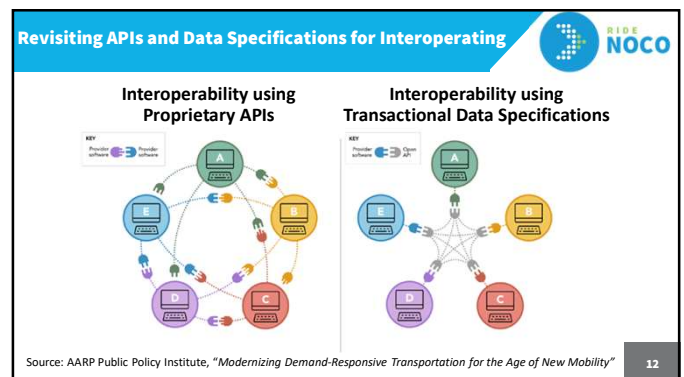 Revisiting APIs and Data Specifications for Interoperating
RIDE
NOCO
Interoperability using
Proprietary APIs
Interoperability using
Transactional Data Specifications
KEY
Provider
software
Provider
software
A
B
C
D
E
KEY
Provider
software
Open
API
A
B
C
D
E
Source: AARP Public Policy Institute, “Modernizing Demand-Responsive Transportation for the Age of New Mobility”
12